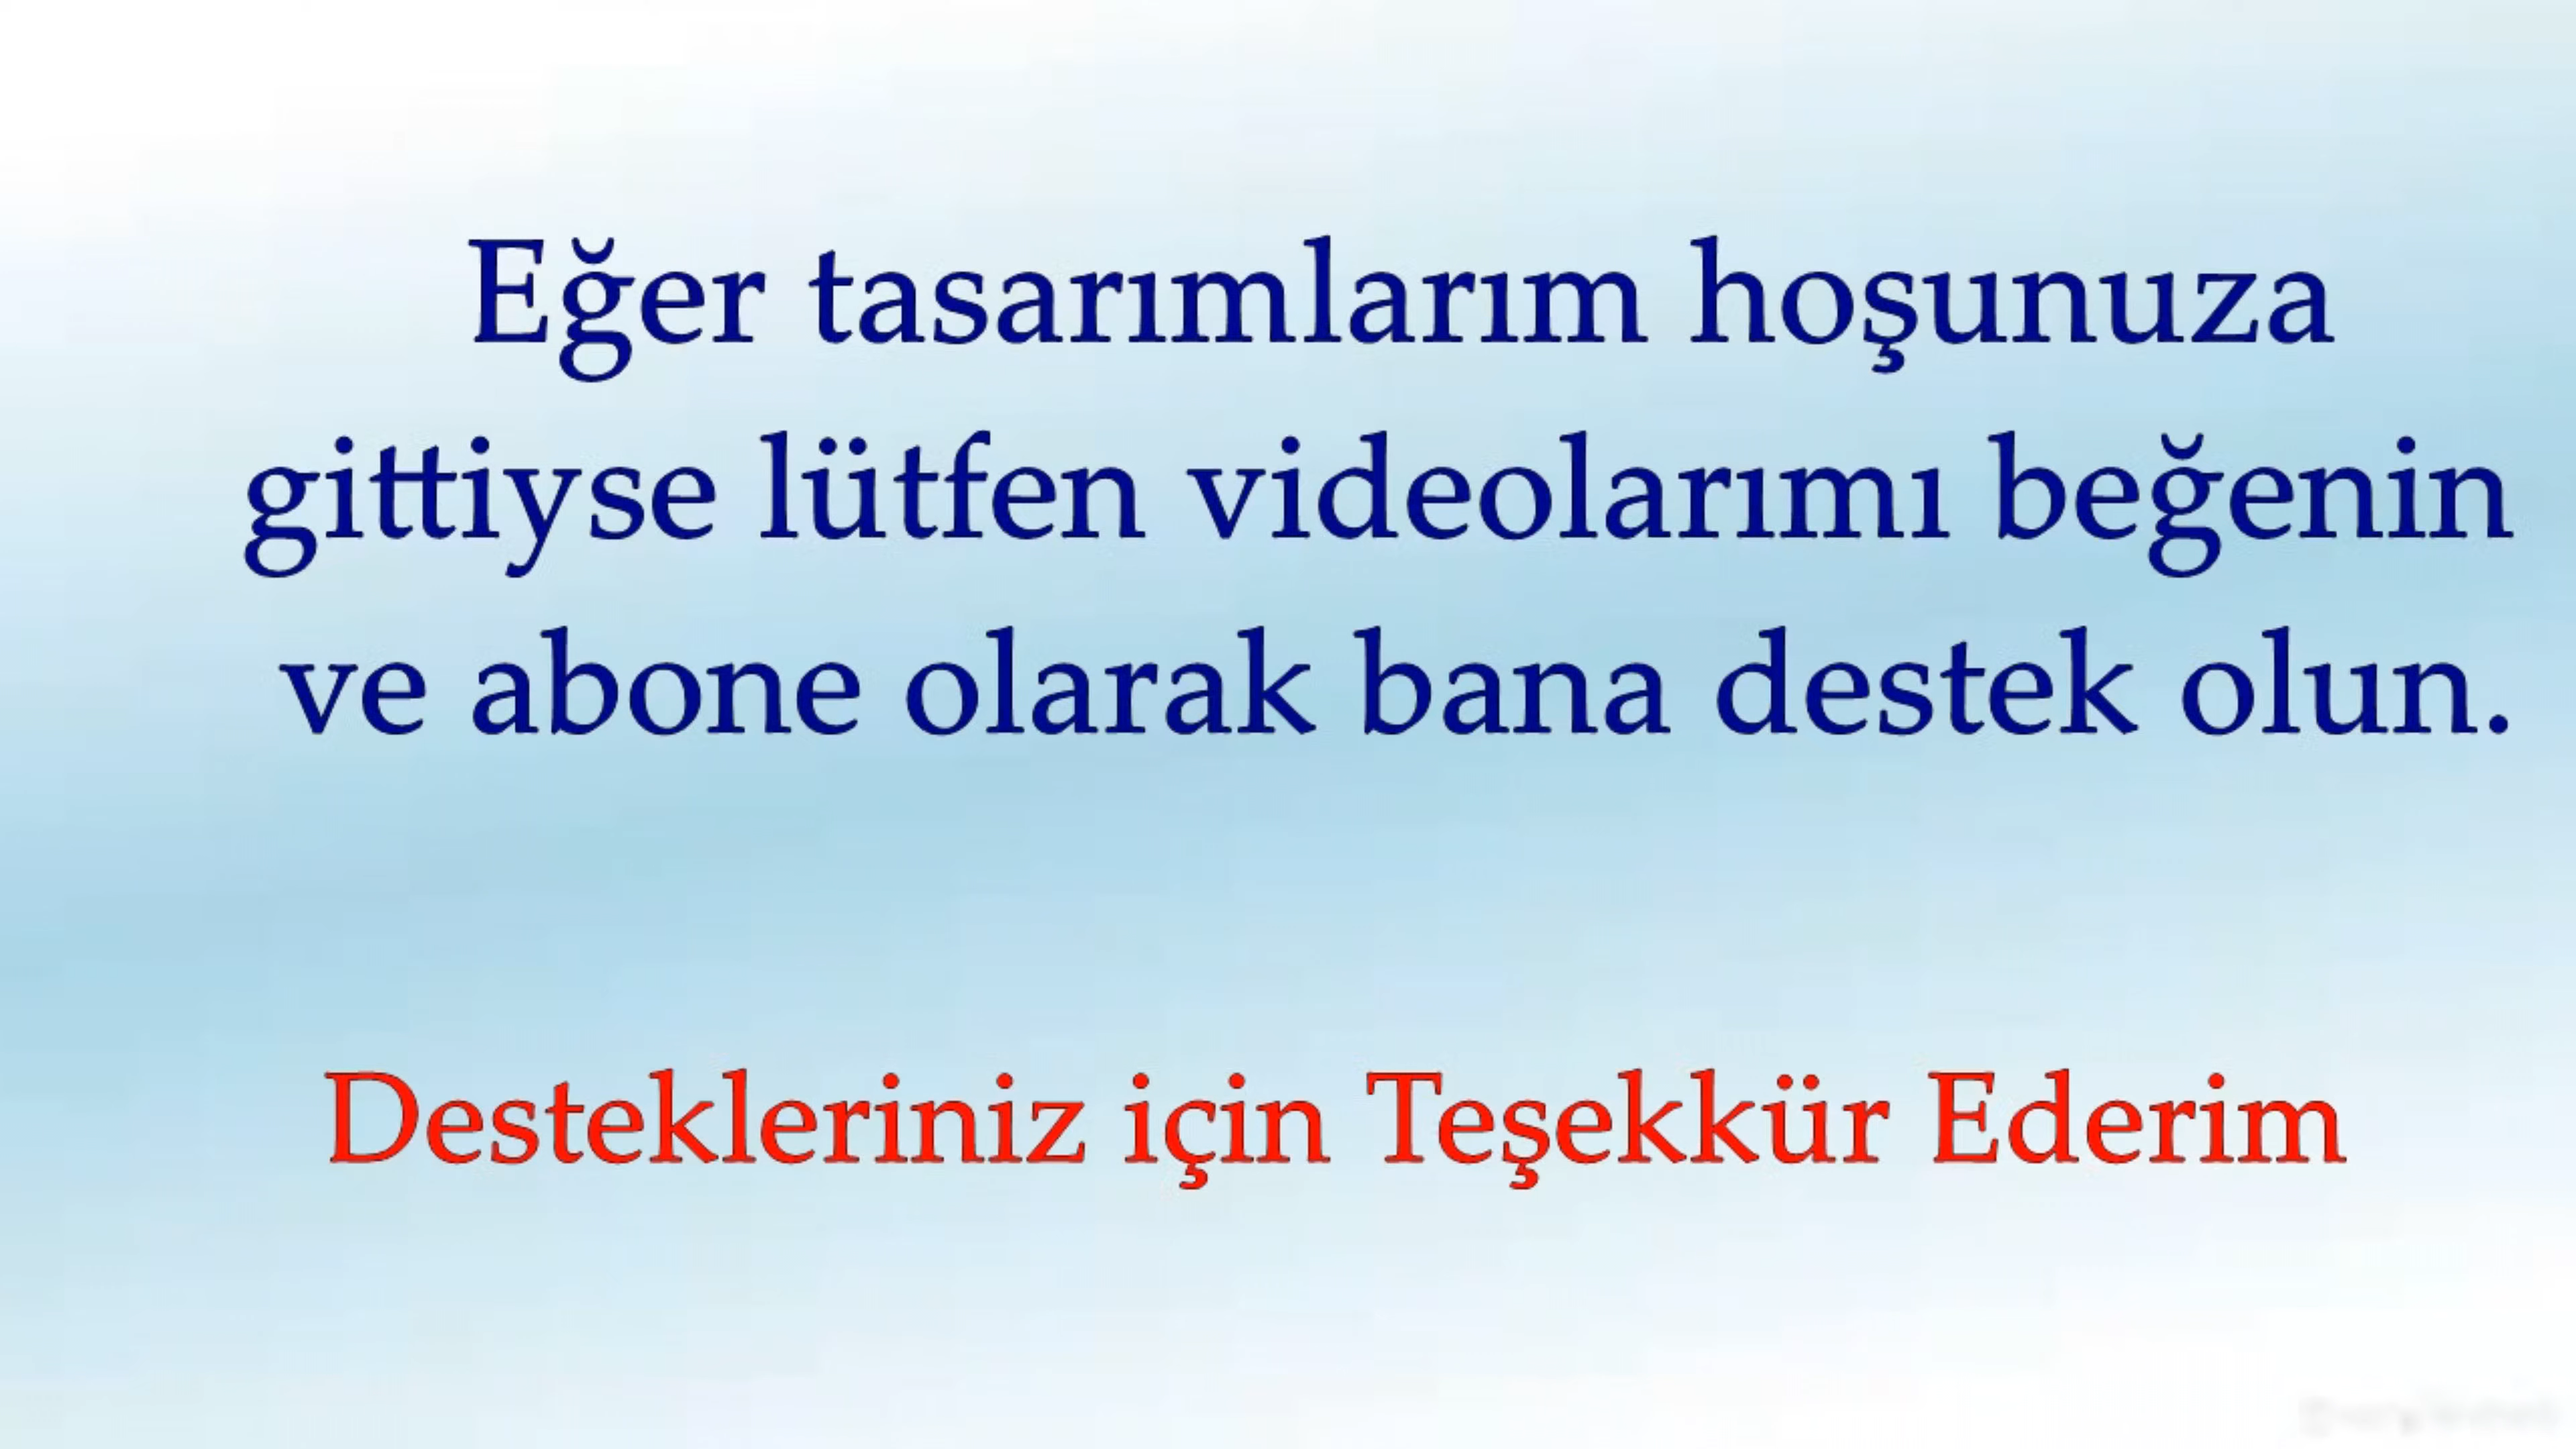 Eğer tasarımlarım hoşunuza
gittiyse lütfen videolarımı beğenin
ve abone olarak bana destek olun.
Destekleriniz için Teşekkür Ederim